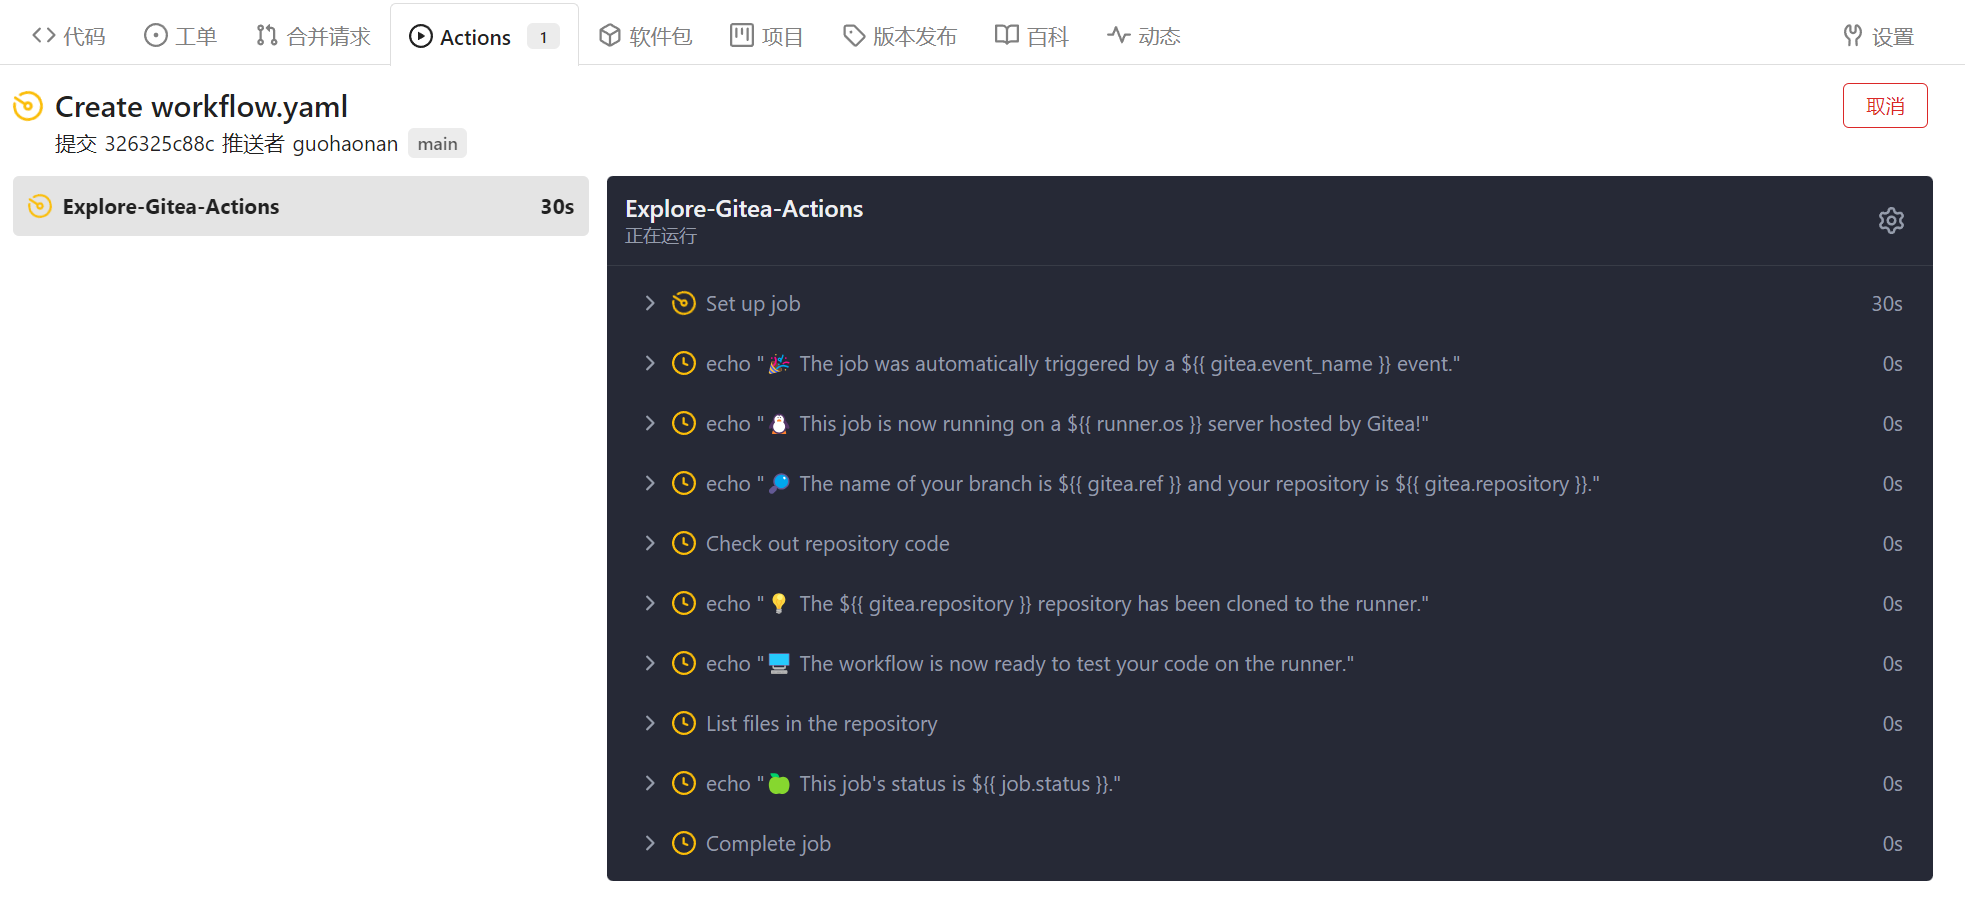 代码 工单 合并请求 Actions 1 软件包 项目 版本发布 百科 动态 设置
Create workflow.yaml 取消
提交 326325c88c 推送者 guohaonan main
Explore-Gitea-Actions 30s
Explore-Gitea-Actions
正在运行
Set up job 30s
echo "🎉 The job was automatically triggered by a ${{ gitea.event_name }} event." 0s
echo "🐧 This job is now running on a ${{ runner.os }} server hosted by Gitea!" 0s
echo "🔎 The name of your branch is ${{ gitea.ref }} and your repository is ${{ gitea.repository }}." 0s
Check out repository code 0s
echo "💡 The ${{ gitea.repository }} repository has been cloned to the runner." 0s
echo "🖥️ The workflow is now ready to test your code on the runner." 0s
List files in the repository 0s
echo "🍏 This job's status is ${{ job.status }}." 0s
Complete job 0s